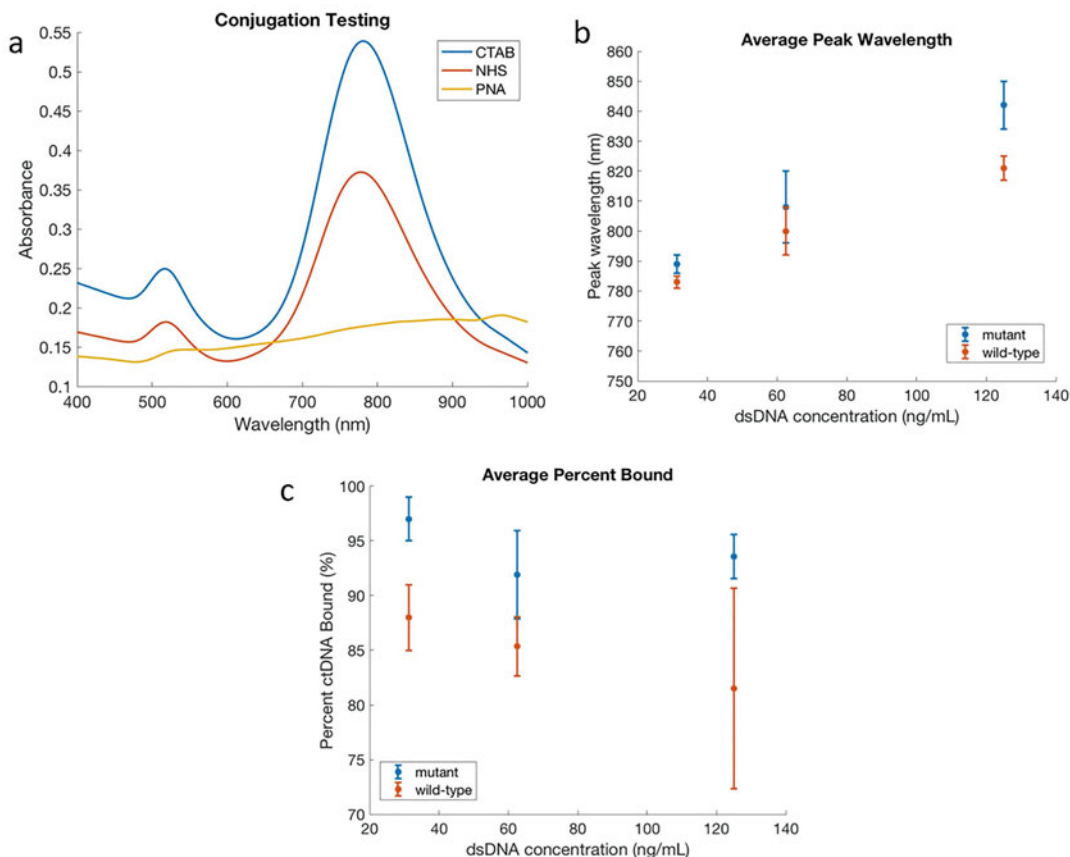 a
Conjugation Testing
0.55
0.5
0.45
0.4
0.35
0.3
0.25
0.2
0.15
0.1
Absorbance
CTAB
NHS
PNA
400 500 600 700 800 900 1000
Wavelength (nm)
b
Average Peak Wavelength
860
850
840
830
820
810
800
790
780
770
760
750
Peak wavelength (nm)
mutant
wild-type
20 40 60 80 100 120 140
dsDNA concentration (ng/mL)
c
Average Percent Bound
100
95
90
85
80
75
70
Percent ctDNA Bound (%)
mutant
wild-type
20 40 60 80 100 120 140
dsDNA concentration (ng/mL)